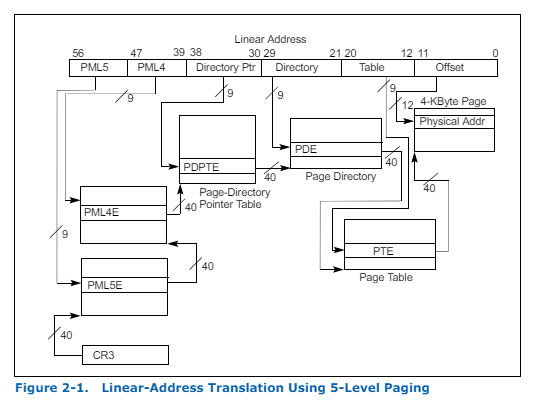 Linear Address
56 47 39 38 30 29 21 20 12 11 0
PML5 PML4 Directory Ptr Directory Table Offset
9 9 9 9
12 4-KByte Page
Physical Addr
PDE
PDPTE
40 40 40
Page Directory
Page-Directory
Pointer Table
PML4E 40
9
PTE
40
Page Table
PML5E
40
CR3
Figure 2-1. Linear-Address Translation Using 5-Level Paging